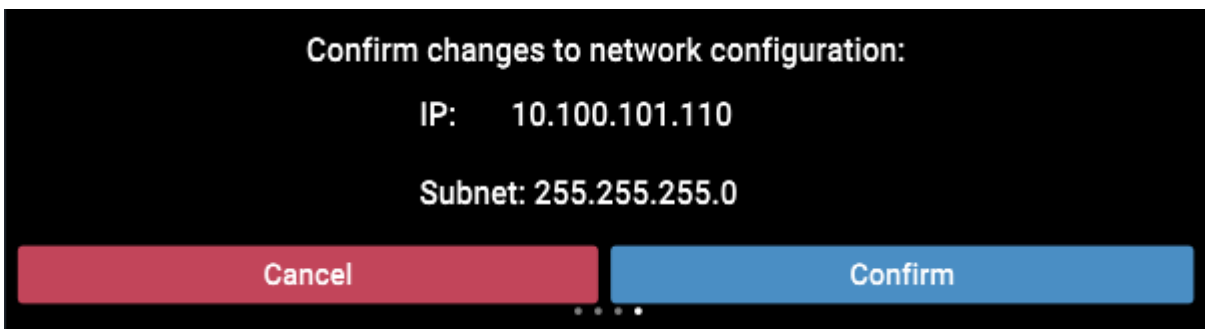 Confirm changes to network configuration:
IP: 10.100.101.110
Subnet: 255.255.255.0
Cancel Confirm